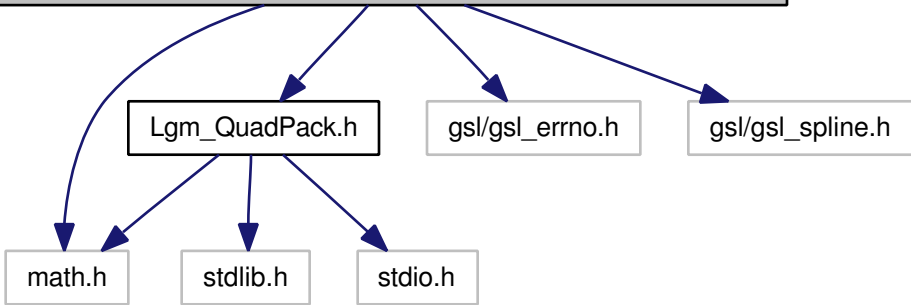 Lgm_QuadPack.h
gsl/gsl_errno.h
gsl/gsl_spline.h
math.h
stdlib.h
stdio.h